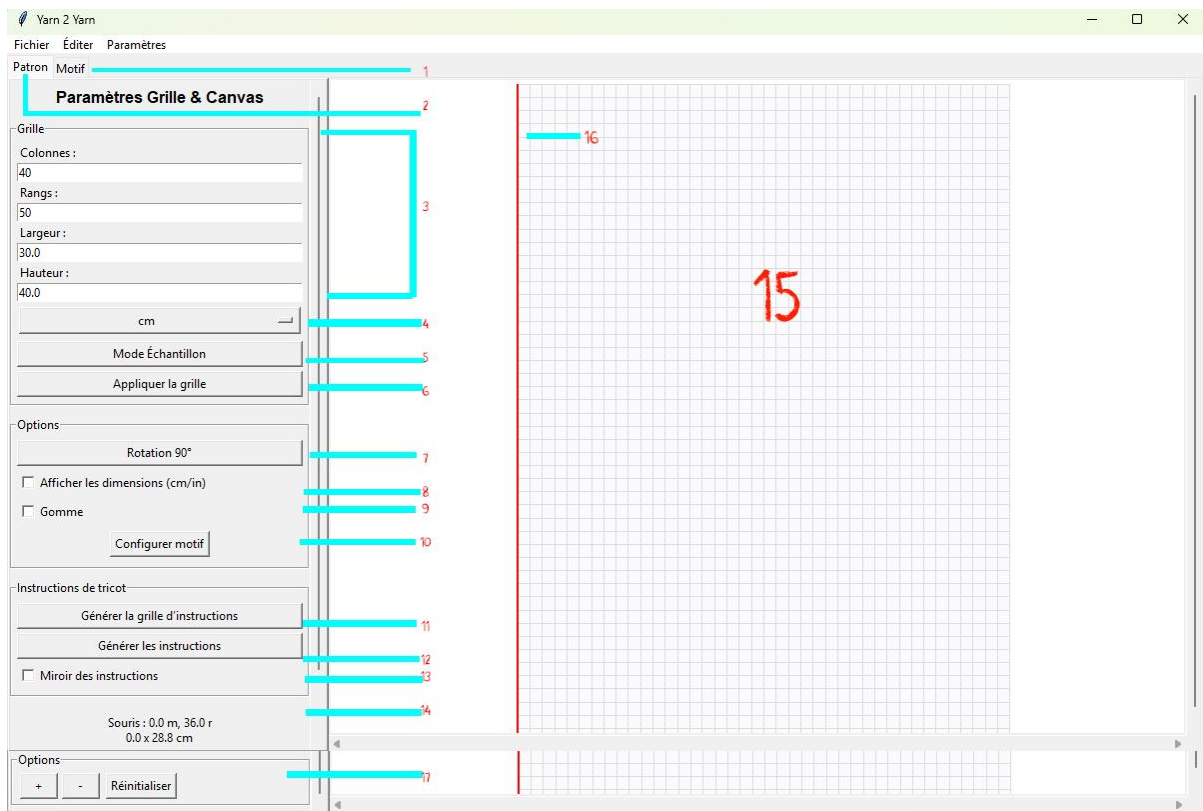 Yarn 2 Yarn
Fichier Éditer Paramètres
Patron Motif
1
Paramètres Grille & Canvas
2
Grille
16
Colonnes :
40
Rangs :
50
3
Largeur :
30.0
Hauteur :
40.0
15
cm
4
Mode Échantillon
5
Appliquer la grille
6
Options
Rotation 90°
7
Afficher les dimensions (cm/in)
8
Gomme
9
Configurer motif
10
Instructions de tricot
Générer la grille d'instructions
11
Générer les instructions
12
Miroir des instructions
13
14
Souris : 0.0 m, 36.0 r
0.0 x 28.8 cm
Options
17
+ - Réinitialiser